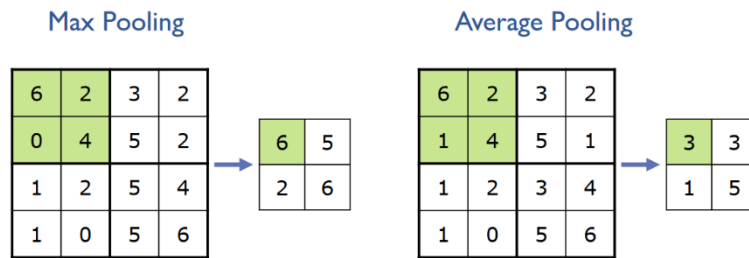 Max Pooling
6 2 3 2
0 4 5 2
1 2 5 4
1 0 5 6
6 5
2 6
Average Pooling
6 2 3 2
1 4 5 1
1 2 3 4
1 0 5 6
3 3
1 5